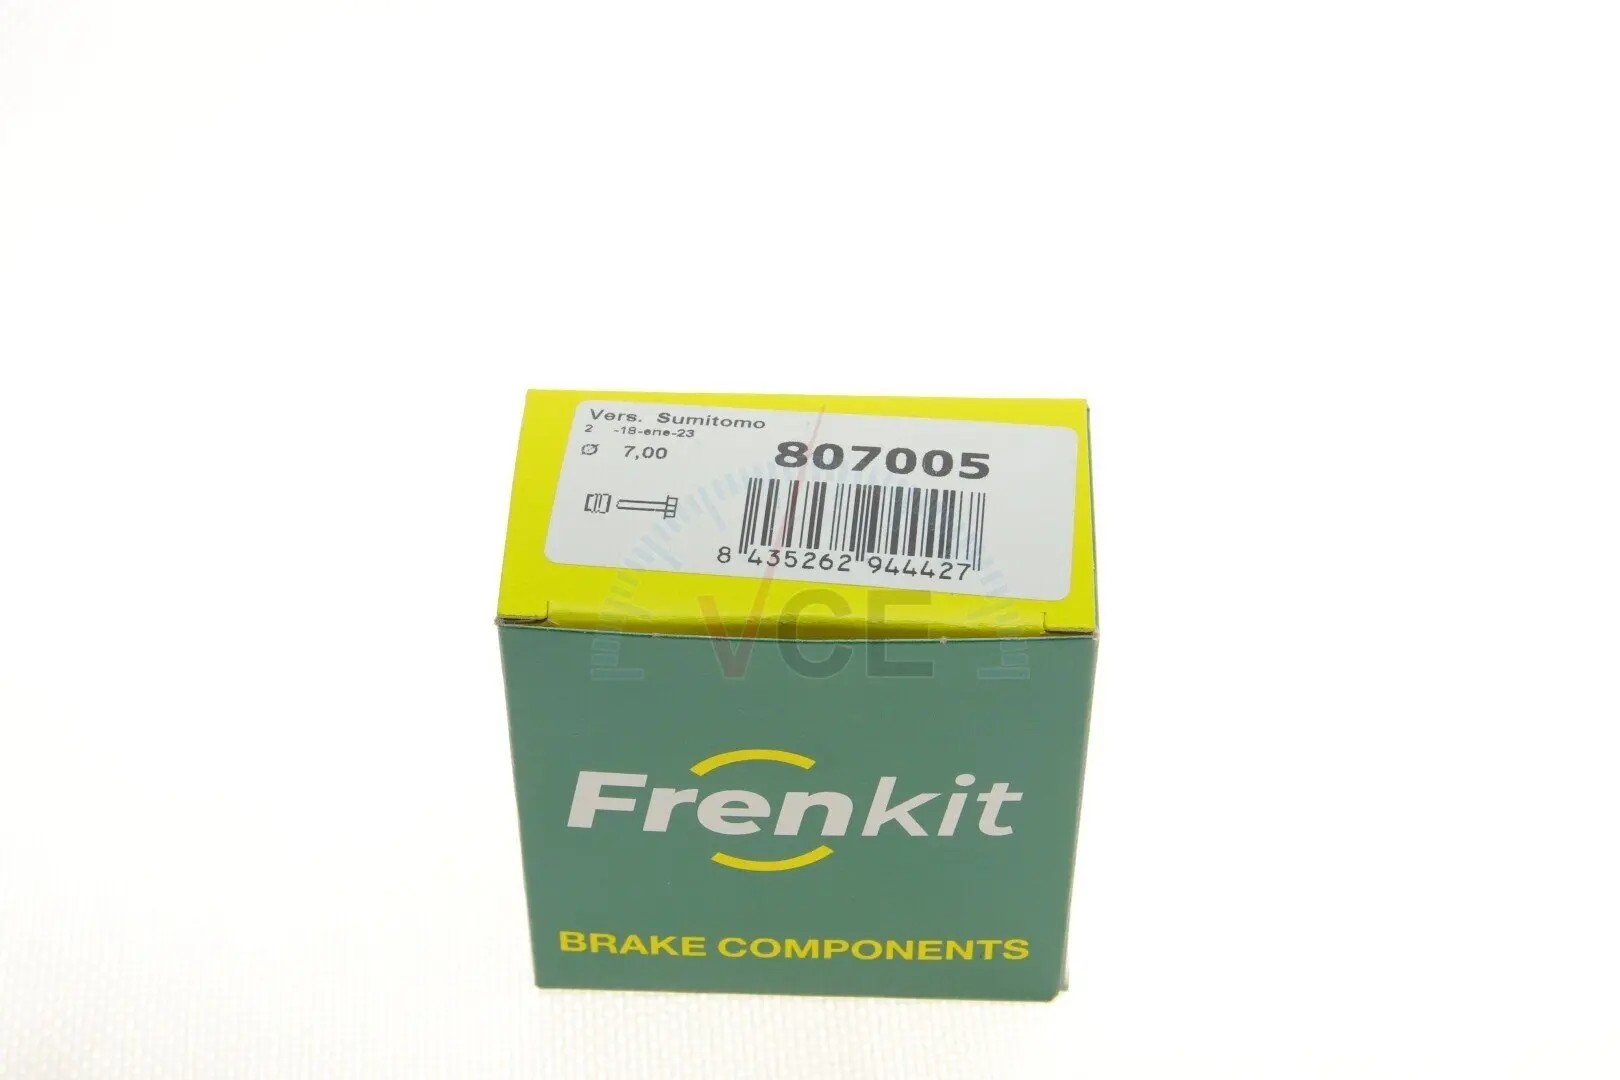 Vers. Sumitomo
2 -18-ene-23
Ø 7,00
807005
8 435262 944427
VCE
Frenkit
BRAKE COMPONENTS